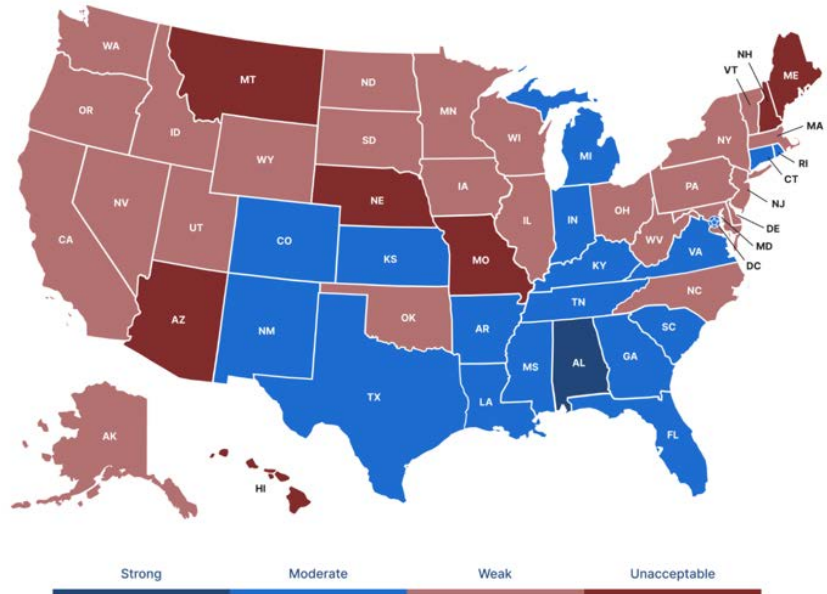 WA
MT
ND
MN
OR
ID
SD
WI
WY
MI
NH
VT
ME
NY
MA
RI
CT
NV
UT
CA
NE
IA
IL
IN
OH
PA
NJ
DE
MD
DC
WV
VA
CO
KS
MO
KY
AZ
NM
OK
AR
TN
NC
SC
TX
LA
MS
AL
GA
FL
AK
HI
Strong Moderate Weak Unacceptable